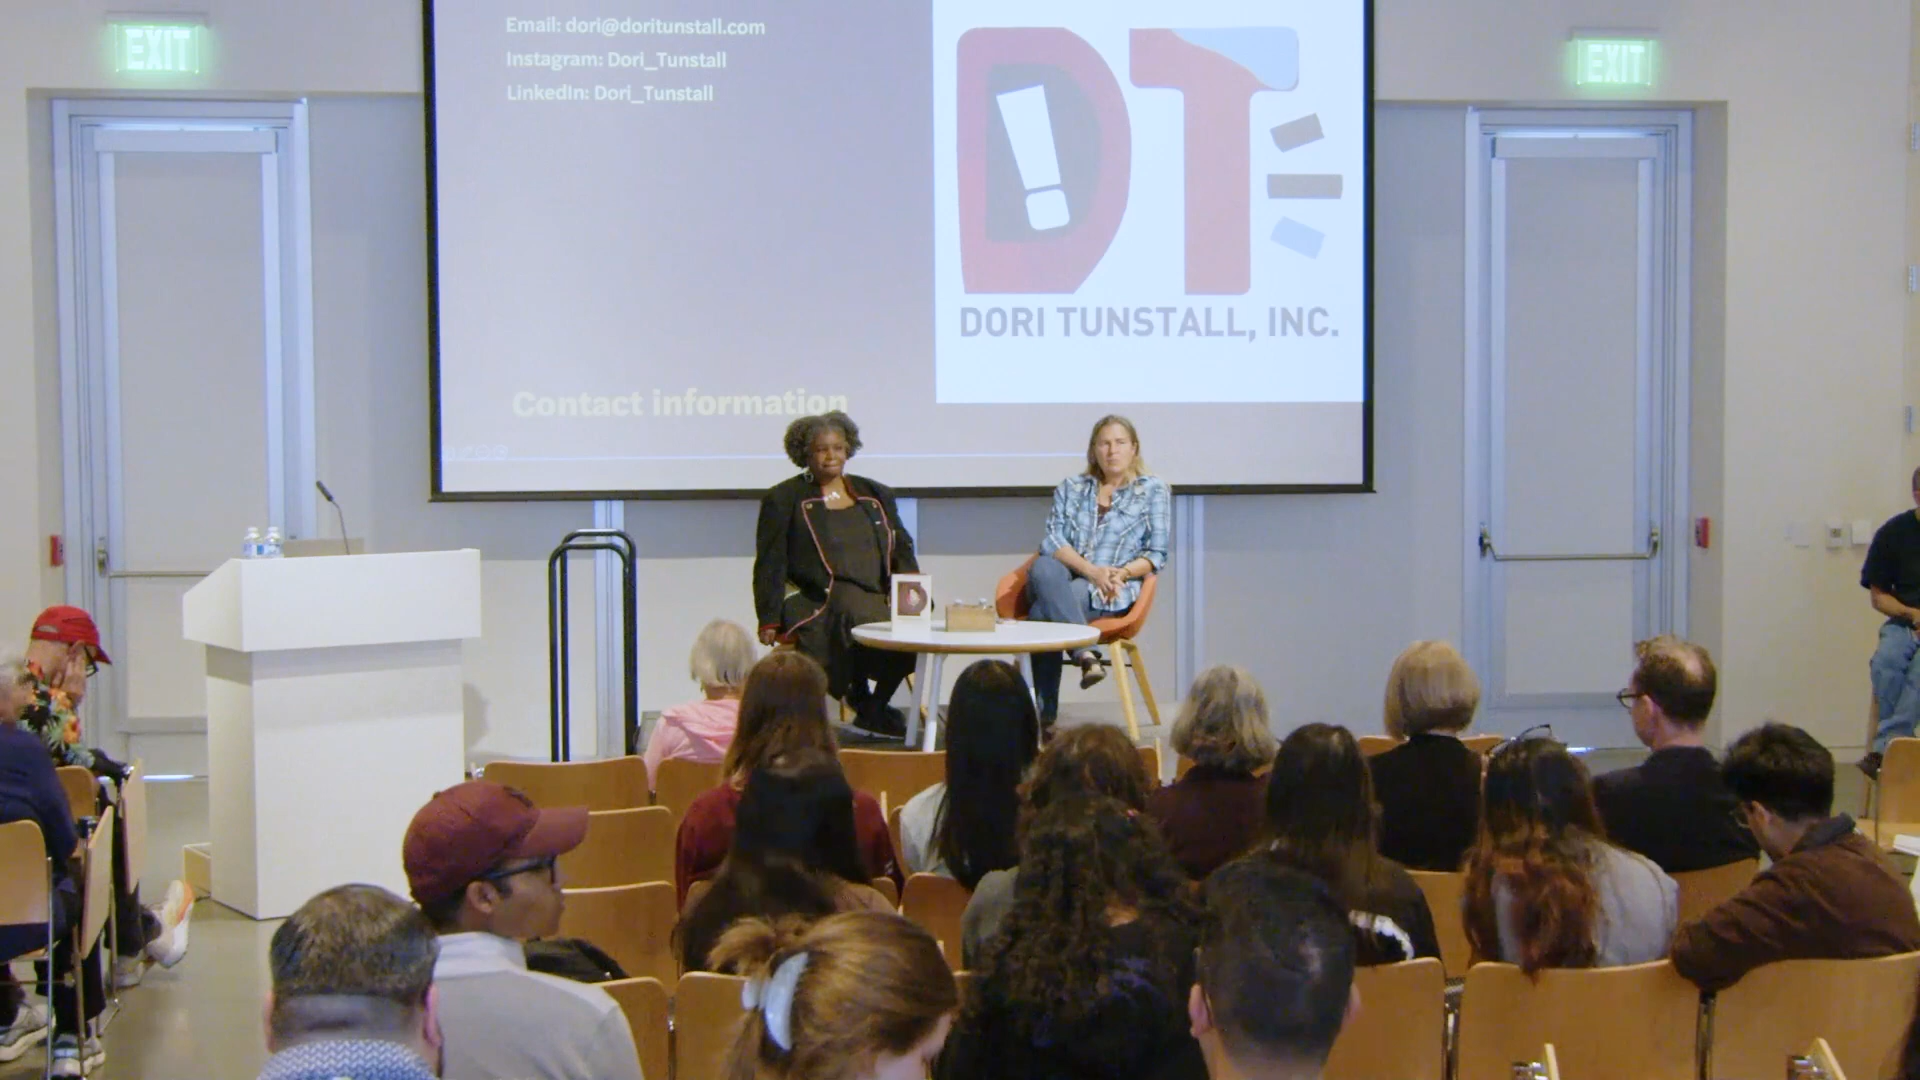 EXIT
EXIT
Email: dori@doritunstall.com
Instagram: Dori_Tunstall
LinkedIn: Dori_Tunstall
DT
DORI TUNSTALL, INC.
Contact information
D